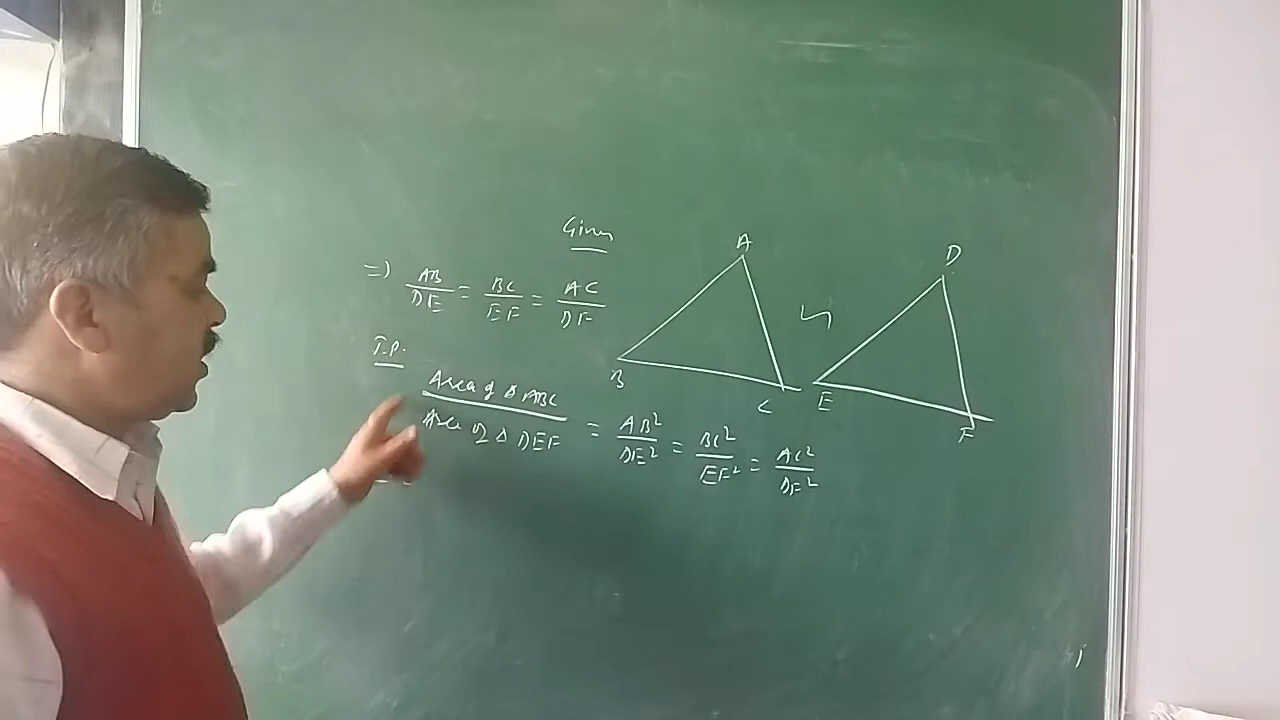 Given
=) AB/DE = BC/EF = AC/DF
T.P.
Area of Δ ABC / Area of Δ DEF = AB²/DE² = BC²/EF² = AC²/DF²
A
B
C
D
E
F